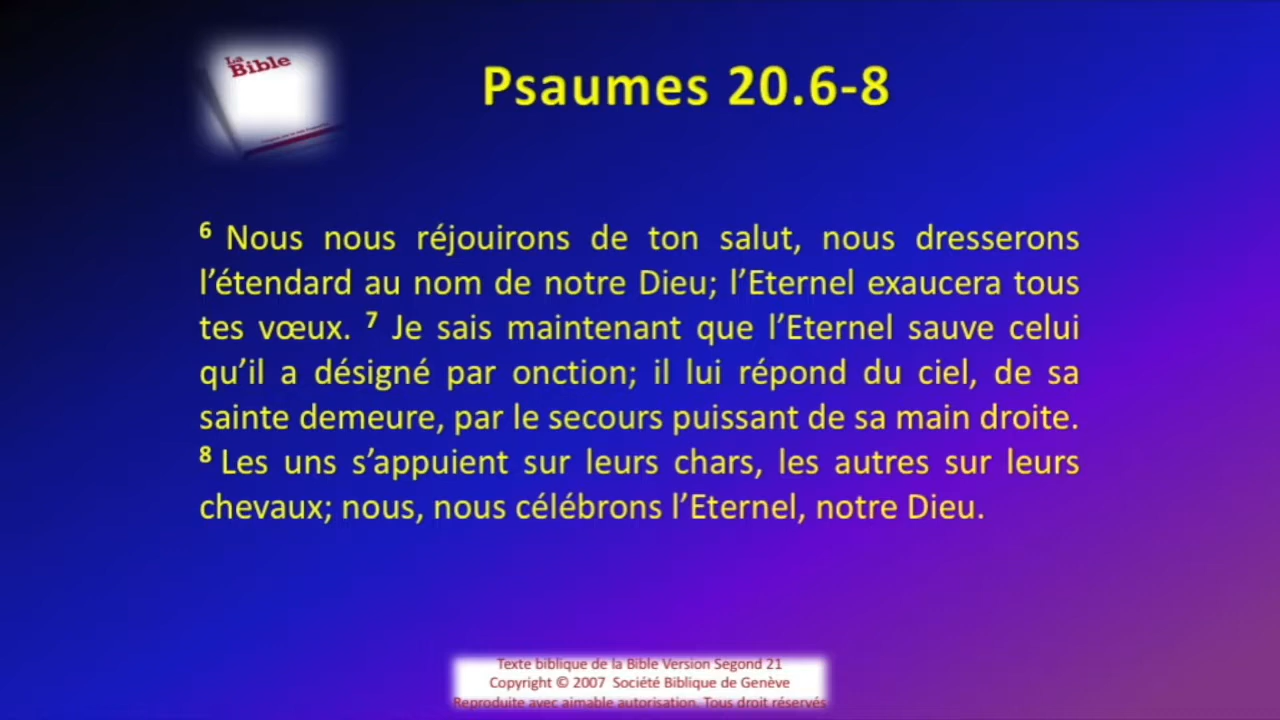 La
Bible
Psaumes 20.6-8
⁶ Nous nous réjouirons de ton salut, nous dresserons
l’étendard au nom de notre Dieu; l’Eternel exaucera tous
tes vœux. ⁷ Je sais maintenant que l’Eternel sauve celui
qu’il a désigné par onction; il lui répond du ciel, de sa
sainte demeure, par le secours puissant de sa main droite.
⁸ Les uns s’appuient sur leurs chars, les autres sur leurs
chevaux; nous, nous célébrons l’Eternel, notre Dieu.
Texte biblique de la Bible Version Segond 21
Copyright © 2007 Société Biblique de Genève
Reproduite avec aimable autorisation. Tous droit réservés